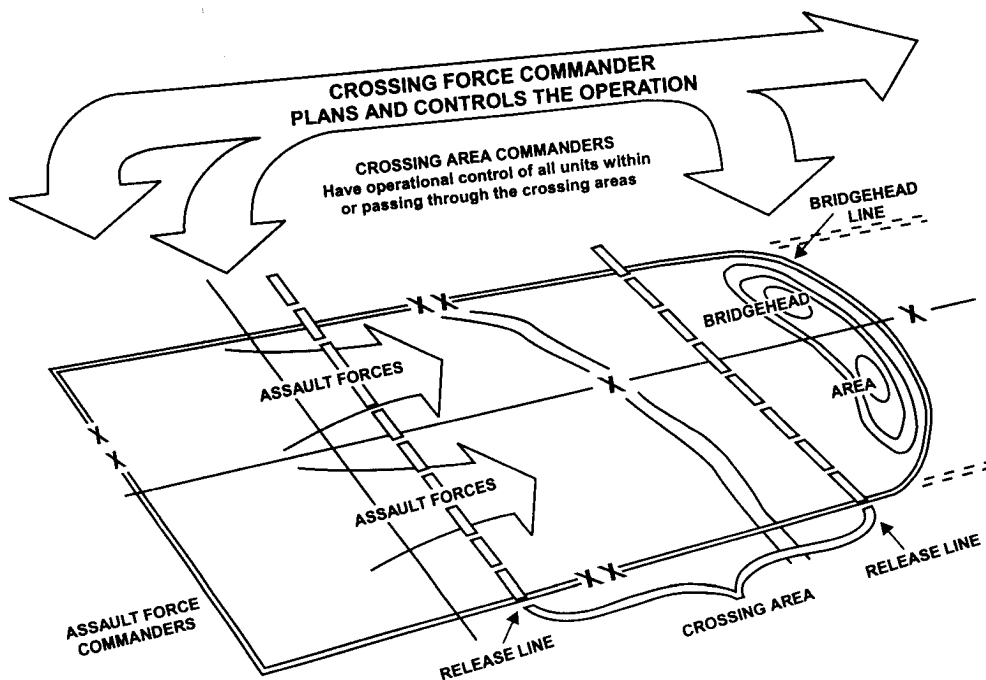 CROSSING FORCE COMMANDER
PLANS AND CONTROLS THE OPERATION
CROSSING AREA COMMANDERS
Have operational control of all units within
or passing through the crossing areas
BRIDGEHEAD
LINE
BRIDGEHEAD
AREA
ASSAULT FORCES
ASSAULT FORCES
ASSAULT FORCE
COMMANDERS
RELEASE LINE
CROSSING AREA
RELEASE LINE